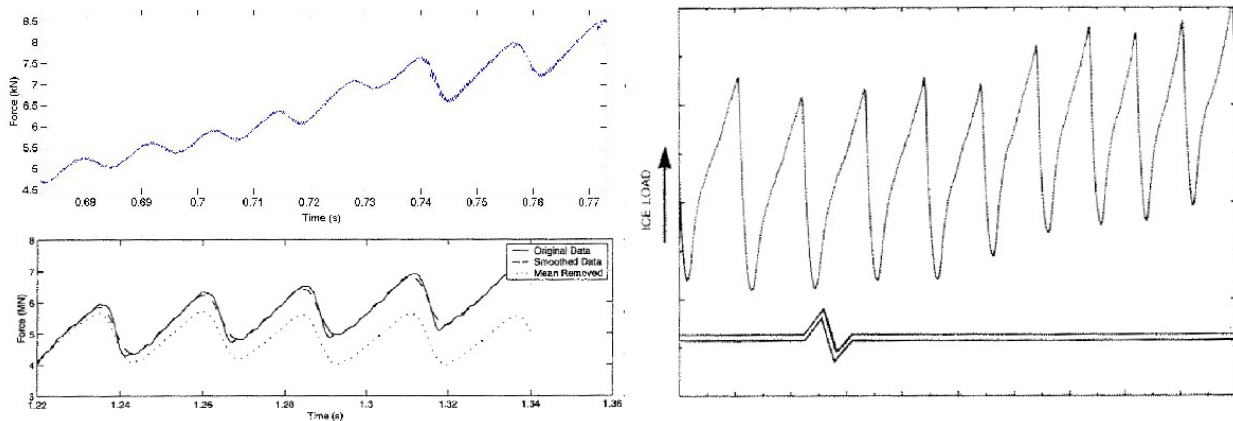 Force (kN)
8.5
8
7.5
7
6.5
6
5.5
5
4.5
0.68 0.69 0.7 0.71 0.72 0.73 0.74 0.75 0.76 0.77
Time (s)
Force (MN)
8
7
6
5
4
3
Original Data
Smoothed Data
Mean Removed
1.22 1.24 1.26 1.28 1.3 1.32 1.34 1.36
Time (s)
ICE LOAD